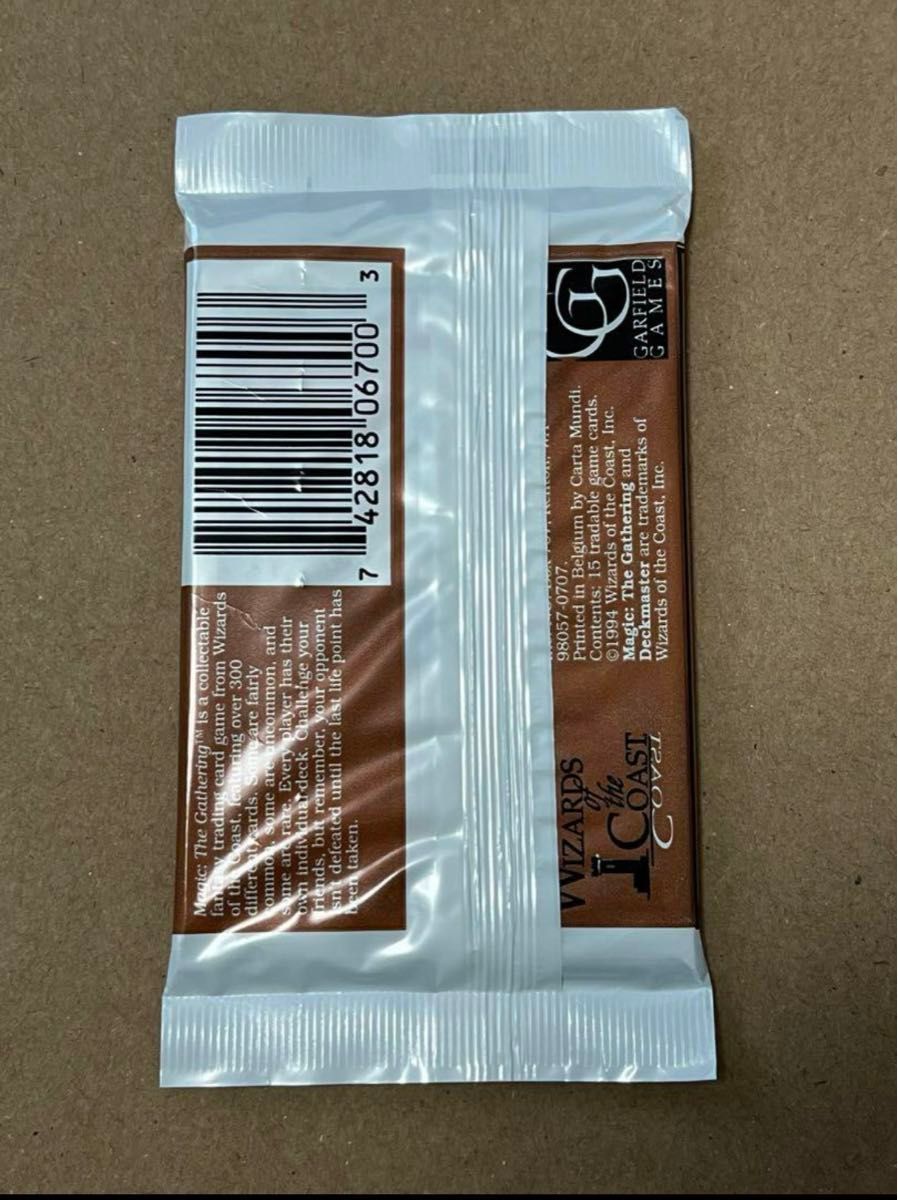 7 42818 06700 3
Magic: The Gathering™ is a collectable
fantasy trading card game from Wizards
of the Coast, featuring over 300
different cards. Some are fairly
common, some are uncommon, and
some are rare. Every player has their
own individual deck. Challenge your
friends, but remember, your opponent
isn't defeated until the last life point has
been taken.
GG
GARFIELD
GAMES
98057-0707.
Printed in Belgium by Carta Mundi.
Contents: 15 tradable game cards.
©1994 Wizards of the Coast, Inc.
Magic: The Gathering and
Deckmaster are trademarks of
Wizards of the Coast, Inc.
WIZARDS
of
the
COAST